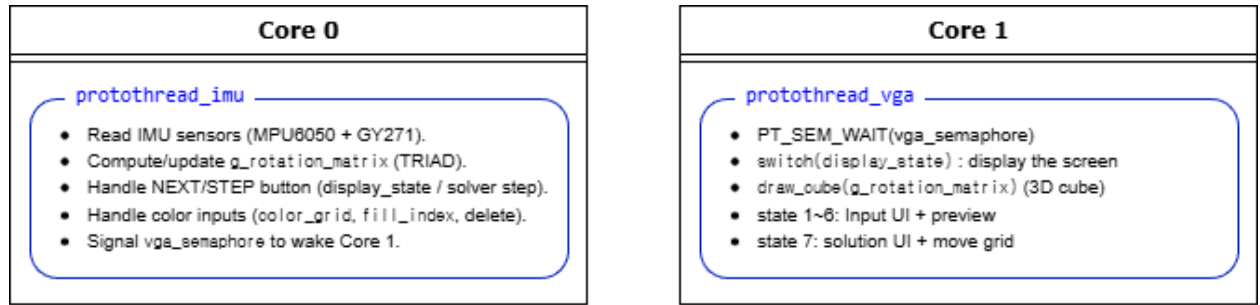 Core 0
protothread_imu
• Read IMU sensors (MPU6050 + GY271).
• Compute/update g_rotation_matrix (TRIAD).
• Handle NEXT/STEP button (display_state / solver step).
• Handle color inputs (color_grid, fill_index, delete).
• Signal vga_semaphore to wake Core 1.
Core 1
protothread_vga
• PT_SEM_WAIT(vga_semaphore)
• switch(display_state) : display the screen
• draw_cube(g_rotation_matrix) (3D cube)
• state 1~6: Input UI + preview
• state 7: solution UI + move grid